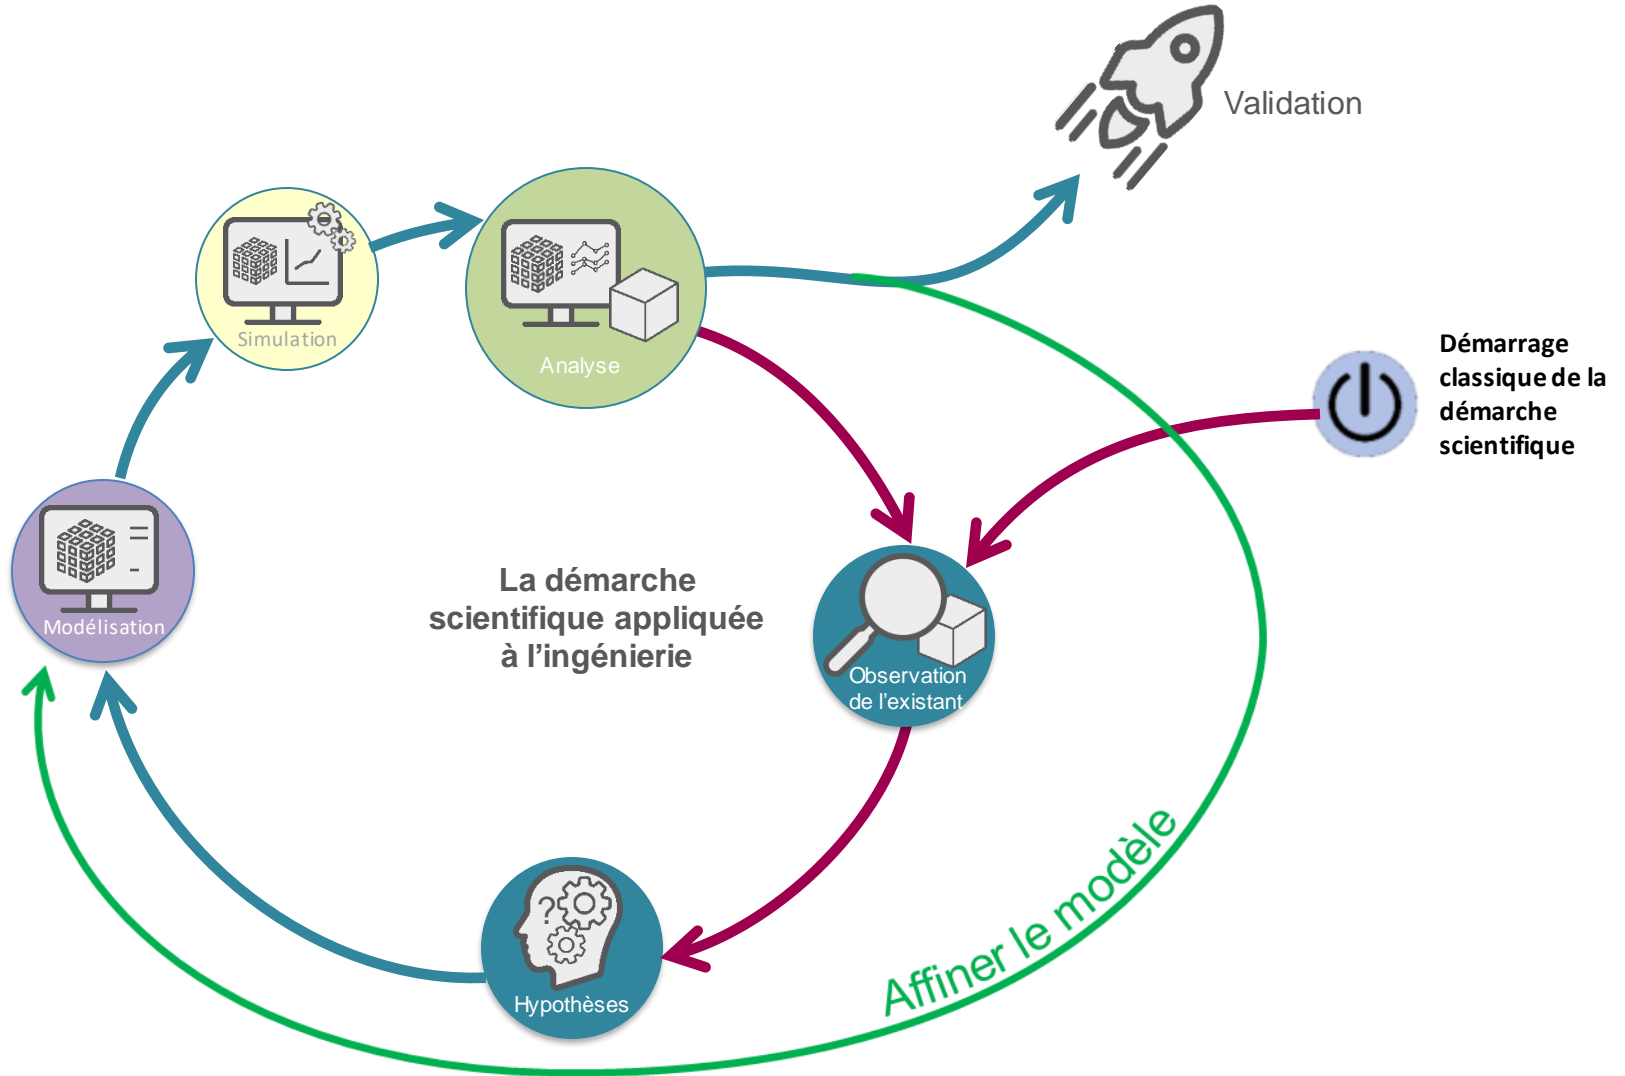 Validation
Simulation
Analyse
Démarrage
classique de la
démarche
scientifique
Modélisation
La démarche
scientifique appliquée
à l’ingénierie
Observation
de l’existant
?
Hypothèses
Affiner le modèle